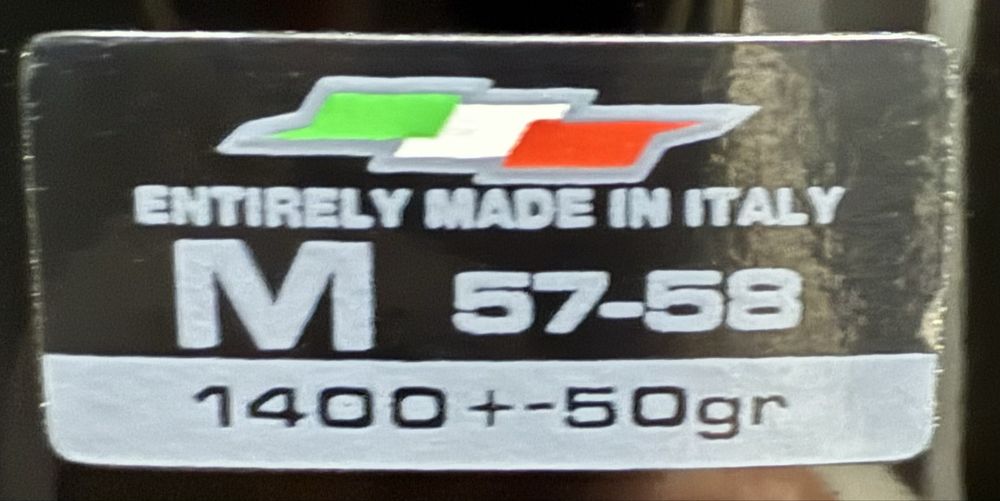 ENTIRELY MADE IN ITALY
M 57-58
1400+-50gr